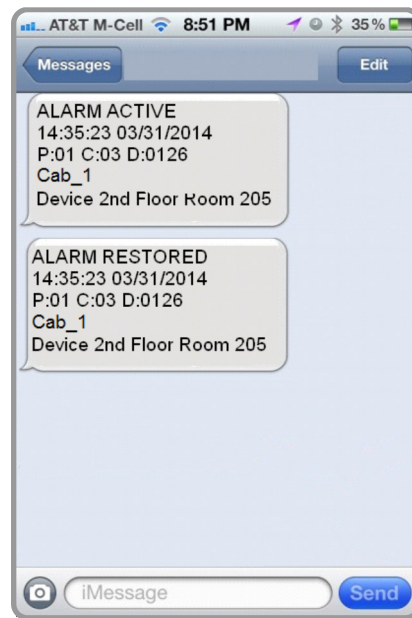 AT&T M-Cell 8:51 PM 35%
Messages Edit
ALARM ACTIVE
14:35:23 03/31/2014
P:01 C:03 D:0126
Cab_1
Device 2nd Floor Room 205
ALARM RESTORED
14:35:23 03/31/2014
P:01 C:03 D:0126
Cab_1
Device 2nd Floor Room 205
iMessage Send